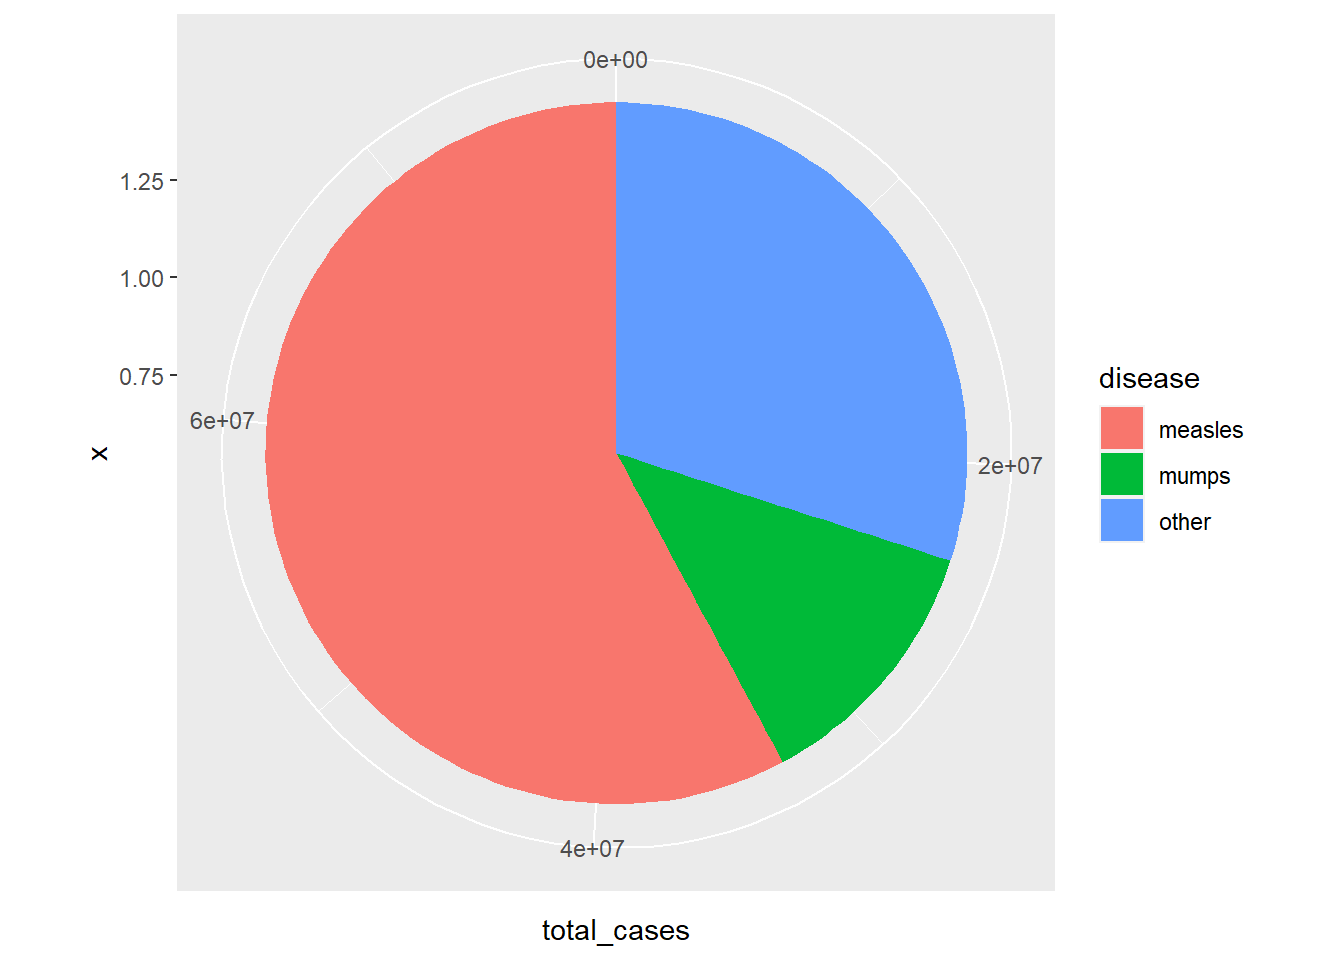 0e+00
1.25
1.00
0.75
6e+07
x
2e+07
4e+07
total_cases
disease
measles
mumps
other